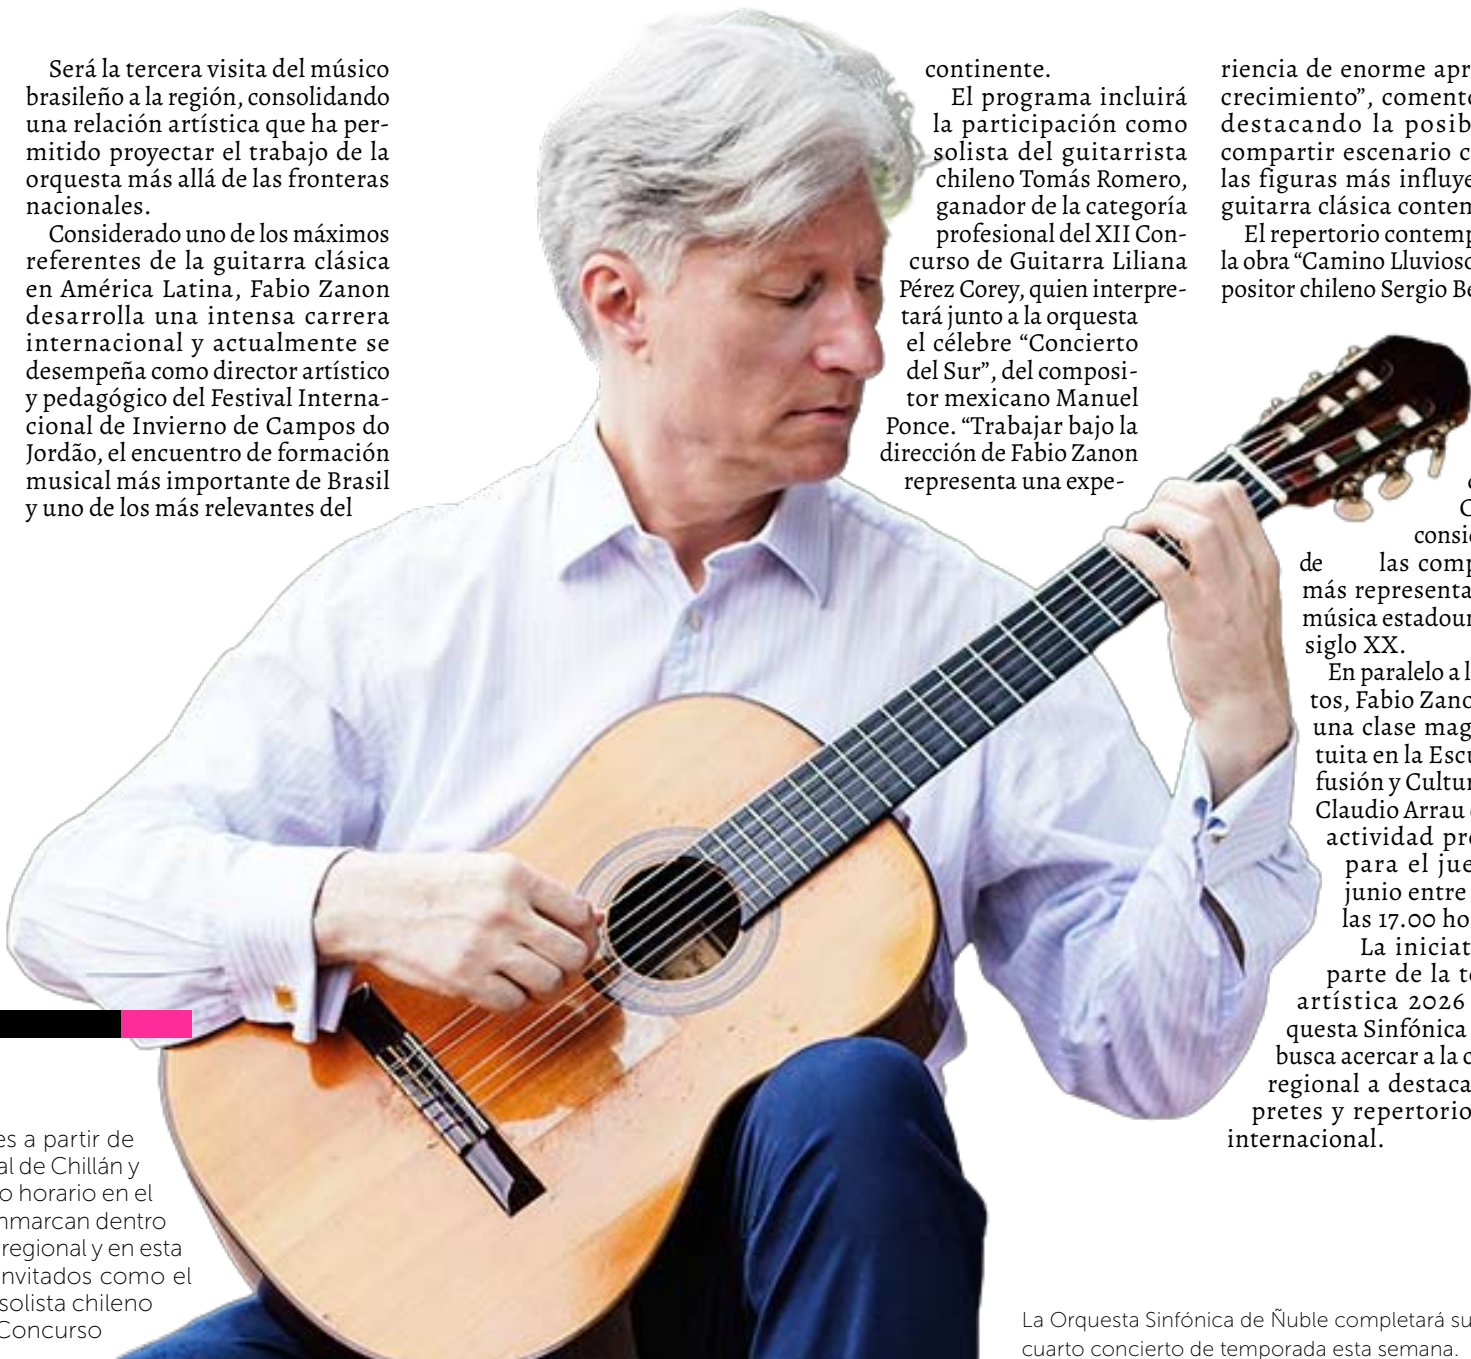 Será la tercera visita del músico
brasileño a la región, consolidando
una relación artística que ha per-
mitido proyectar el trabajo de la
orquesta más allá de las fronteras
nacionales.
Considerado uno de los máximos
referentes de la guitarra clásica
en América Latina, Fabio Zanon
desarrolla una intensa carrera
internacional y actualmente se
desempeña como director artístico
y pedagógico del Festival Interna-
cional de Invierno de Campos do
Jordão, el encuentro de formación
musical más importante de Brasil
y uno de los más relevantes del
continente.
El programa incluirá
la participación como
solista del guitarrista
chileno Tomás Romero,
ganador de la categoría
profesional del XII Con-
curso de Guitarra Liliana
Pérez Corey, quien interpre-
tará junto a la orquesta
el célebre “Concierto
del Sur”, del composi-
tor mexicano Manuel
Ponce. “Trabajar bajo la
dirección de Fabio Zanon
representa una expe-
riencia de enorme apr
crecimiento”, coment
destacando la posib
compartir escenario c
las figuras más influye
guitarra clásica conten
El repertorio contemp
la obra “Camino Lluvioso
positor chileno Sergio Be
consid
de las comp
más representa
música estadour
siglo XX.
En paralelo a l
tos, Fabio Zano
una clase mag
tuita en la Escu
fusión y Cultur
Claudio Arrau
actividad pro
para el jue
junio entre
las 17.00 ho
La iniciat
parte de la te
artística 2026
questa Sinfónica
busca acercar a la c
regional a destaca
pretes y repertorio
internacional.
es a partir de
al de Chillán y
o horario en el
nmarcan dentro
regional y en esta
invitados como el
solista chileno
Concurso
La Orquesta Sinfónica de Ñuble completará su
cuarto concierto de temporada esta semana.